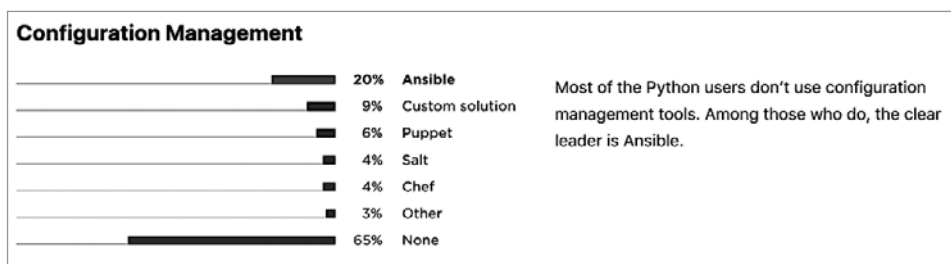 Configuration Management
20% Ansible
9% Custom solution
6% Puppet
4% Salt
4% Chef
3% Other
65% None
Most of the Python users don’t use configuration
management tools. Among those who do, the clear
leader is Ansible.